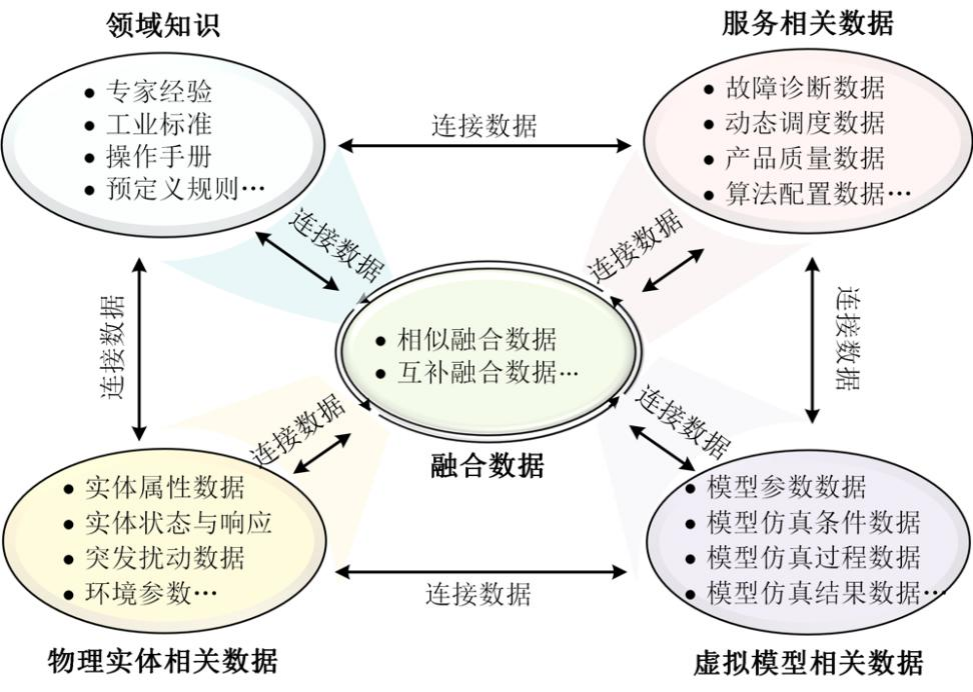 领域知识
服务相关数据
• 专家经验
• 工业标准
• 操作手册
• 预定义规则…
连接数据
• 故障诊断数据
• 动态调度数据
• 产品质量数据
• 算法配置数据…
连接数据
连接数据
连接数据
连接数据
• 相似融合数据
• 互补融合数据…
融合数据
连接数据
连接数据
• 实体属性数据
• 实体状态与响应
• 突发扰动数据
• 环境参数…
连接数据
• 模型参数数据
• 模型仿真条件数据
• 模型仿真过程数据
• 模型仿真结果数据…
物理实体相关数据
虚拟模型相关数据